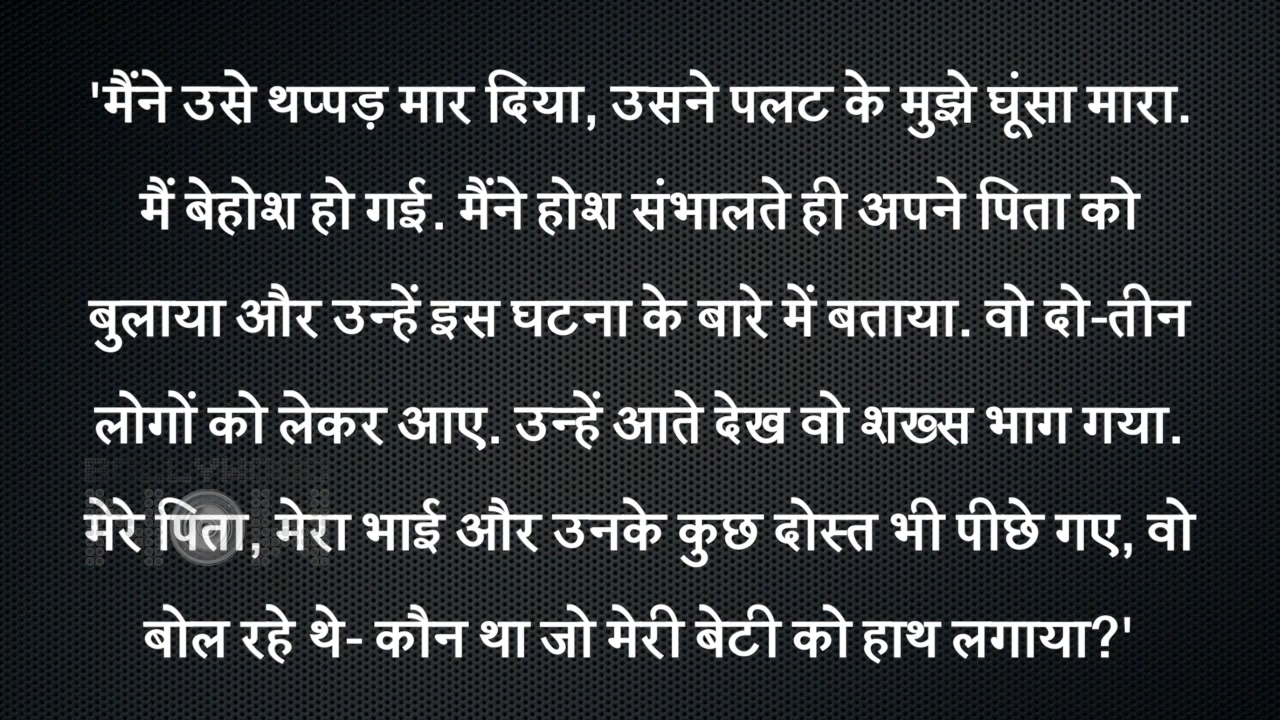 'मैंने उसे थप्पड़ मार दिया, उसने पलट के मुझे घूंसा मारा.
मैं बेहोश हो गई. मैंने होश संभालते ही अपने पिता को
बुलाया और उन्हें इस घटना के बारे में बताया. वो दो-तीन
लोगों को लेकर आए. उन्हें आते देख वो शख्स भाग गया.
मेरे पिता, मेरा भाई और उनके कुछ दोस्त भी पीछे गए, वो
बोल रहे थे- कौन था जो मेरी बेटी को हाथ लगाया?'